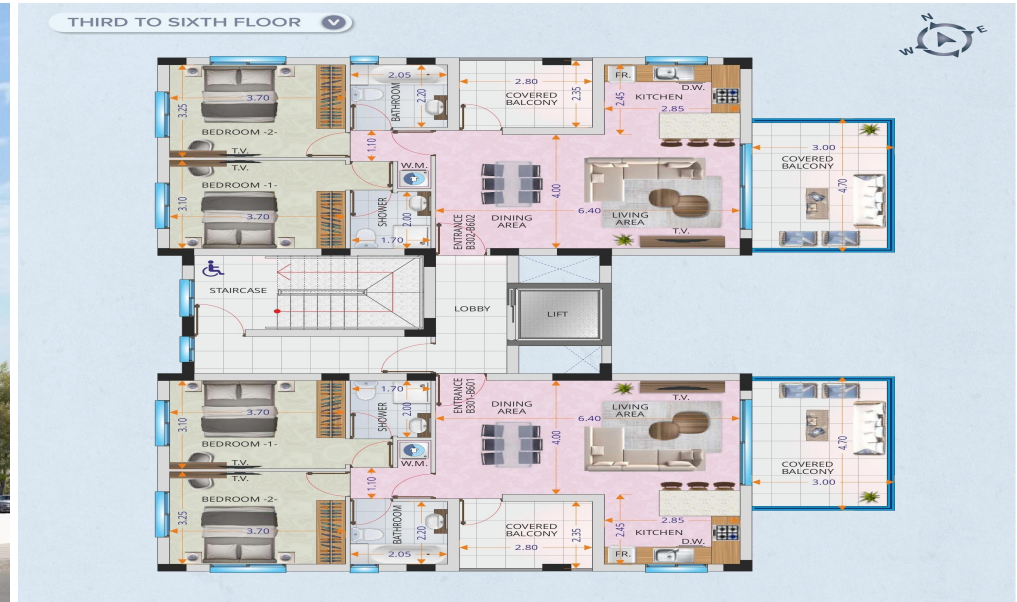 THIRD TO SIXTH FLOOR
N
E
W
2.05
BATHROOM
2.20
2.80
COVERED
BALCONY
2.35
FR.
D.W.
KITCHEN
2.45
2.85
3.25
3.70
BEDROOM -2-
T.V.
1.10
T.V.
BEDROOM -1-
3.10
3.70
W.M.
SHOWER
2.00
1.70
ENTRANCE
B302-B602
DINING
AREA
4.00
6.40
LIVING
AREA
T.V.
3.00
COVERED
BALCONY
4.70
STAIRCASE
LOBBY
LIFT
3.70
3.10
BEDROOM -1-
T.V.
1.70
SHOWER
2.00
W.M.
ENTRANCE
B301-B601
DINING
AREA
4.00
6.40
LIVING
AREA
T.V.
4.70
COVERED
BALCONY
3.00
T.V.
BEDROOM -2-
3.25
3.70
1.10
BATHROOM
2.20
2.05
COVERED
BALCONY
2.80
2.35
2.45
2.85
KITCHEN
D.W.
FR.